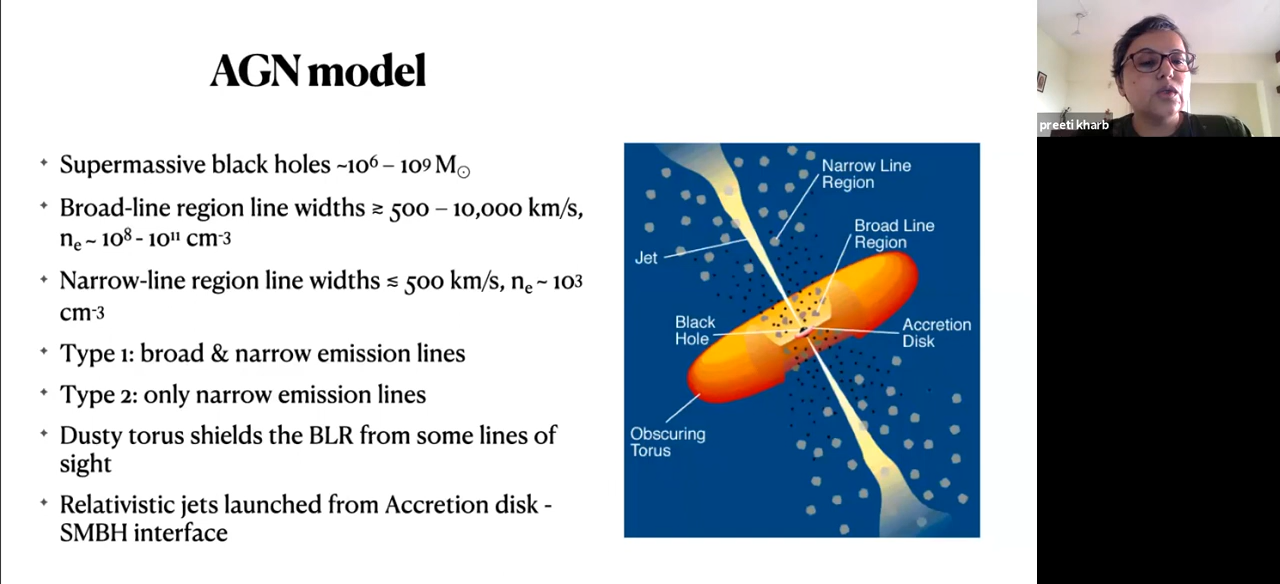 AGN model
preeti kharb
✦ Supermassive black holes ~10⁶ – 10⁹ M☉
✦ Broad-line region line widths ≳ 500 – 10,000 km/s,
nₑ ~ 10⁸ - 10¹¹ cm⁻³
✦ Narrow-line region line widths ≲ 500 km/s, nₑ ~ 10³
cm⁻³
✦ Type 1: broad & narrow emission lines
✦ Type 2: only narrow emission lines
✦ Dusty torus shields the BLR from some lines of
sight
✦ Relativistic jets launched from Accretion disk -
SMBH interface
Narrow Line
Region
Broad Line
Region
Jet
Black
Hole
Accretion
Disk
Obscuring
Torus